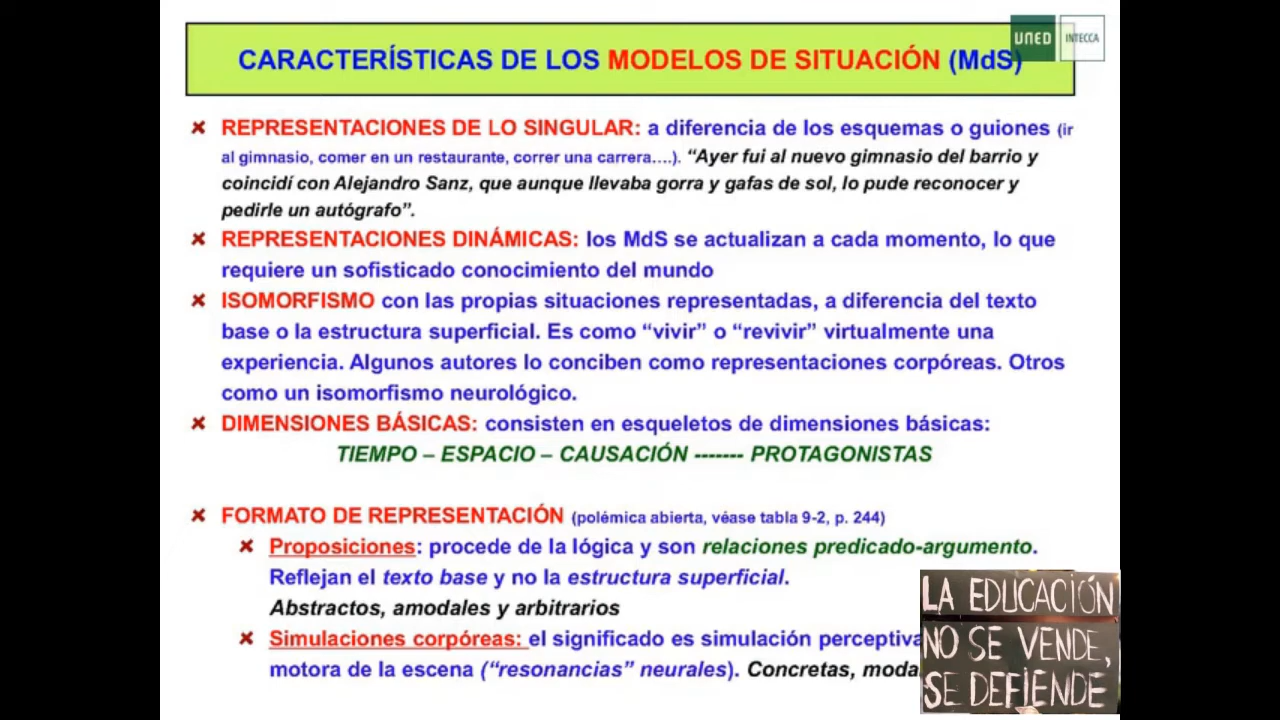 CARACTERÍSTICAS DE LOS MODELOS DE SITUACIÓN (MdS)
UNED
INTECCA
REPRESENTACIONES DE LO SINGULAR: a diferencia de los esquemas o guiones (ir
al gimnasio, comer en un restaurante, correr una carrera….). “Ayer fui al nuevo gimnasio del barrio y
coincidí con Alejandro Sanz, que aunque llevaba gorra y gafas de sol, lo pude reconocer y
pedirle un autógrafo”.
REPRESENTACIONES DINÁMICAS: los MdS se actualizan a cada momento, lo que
requiere un sofisticado conocimiento del mundo
ISOMORFISMO con las propias situaciones representadas, a diferencia del texto
base o la estructura superficial. Es como “vivir” o “revivir” virtualmente una
experiencia. Algunos autores lo conciben como representaciones corpóreas. Otros
como un isomorfismo neurológico.
DIMENSIONES BÁSICAS: consisten en esqueletos de dimensiones básicas:
TIEMPO – ESPACIO – CAUSACIÓN ------- PROTAGONISTAS
FORMATO DE REPRESENTACIÓN (polémica abierta, véase tabla 9-2, p. 244)
Proposiciones: procede de la lógica y son relaciones predicado-argumento.
Reflejan el texto base y no la estructura superficial.
Abstractos, amodales y arbitrarios
Simulaciones corpóreas: el significado es simulación perceptiva
motora de la escena (“resonancias” neurales). Concretas,
LA EDUCACIÓN
NO SE VENDE,
SE DEFIENDE